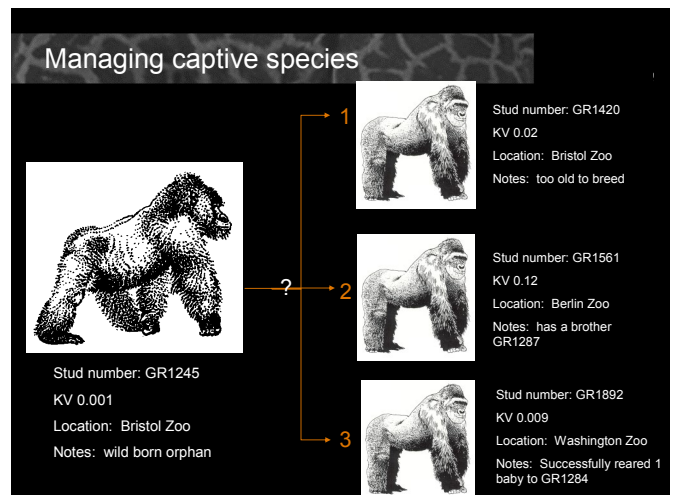 Managing captive species
Stud number: GR1245
KV 0.001
Location: Bristol Zoo
Notes: wild born orphan
?
1
Stud number: GR1420
KV 0.02
Location: Bristol Zoo
Notes: too old to breed
2
Stud number: GR1561
KV 0.12
Location: Berlin Zoo
Notes: has a brother
GR1287
3
Stud number: GR1892
KV 0.009
Location: Washington Zoo
Notes: Successfully reared 1
baby to GR1284